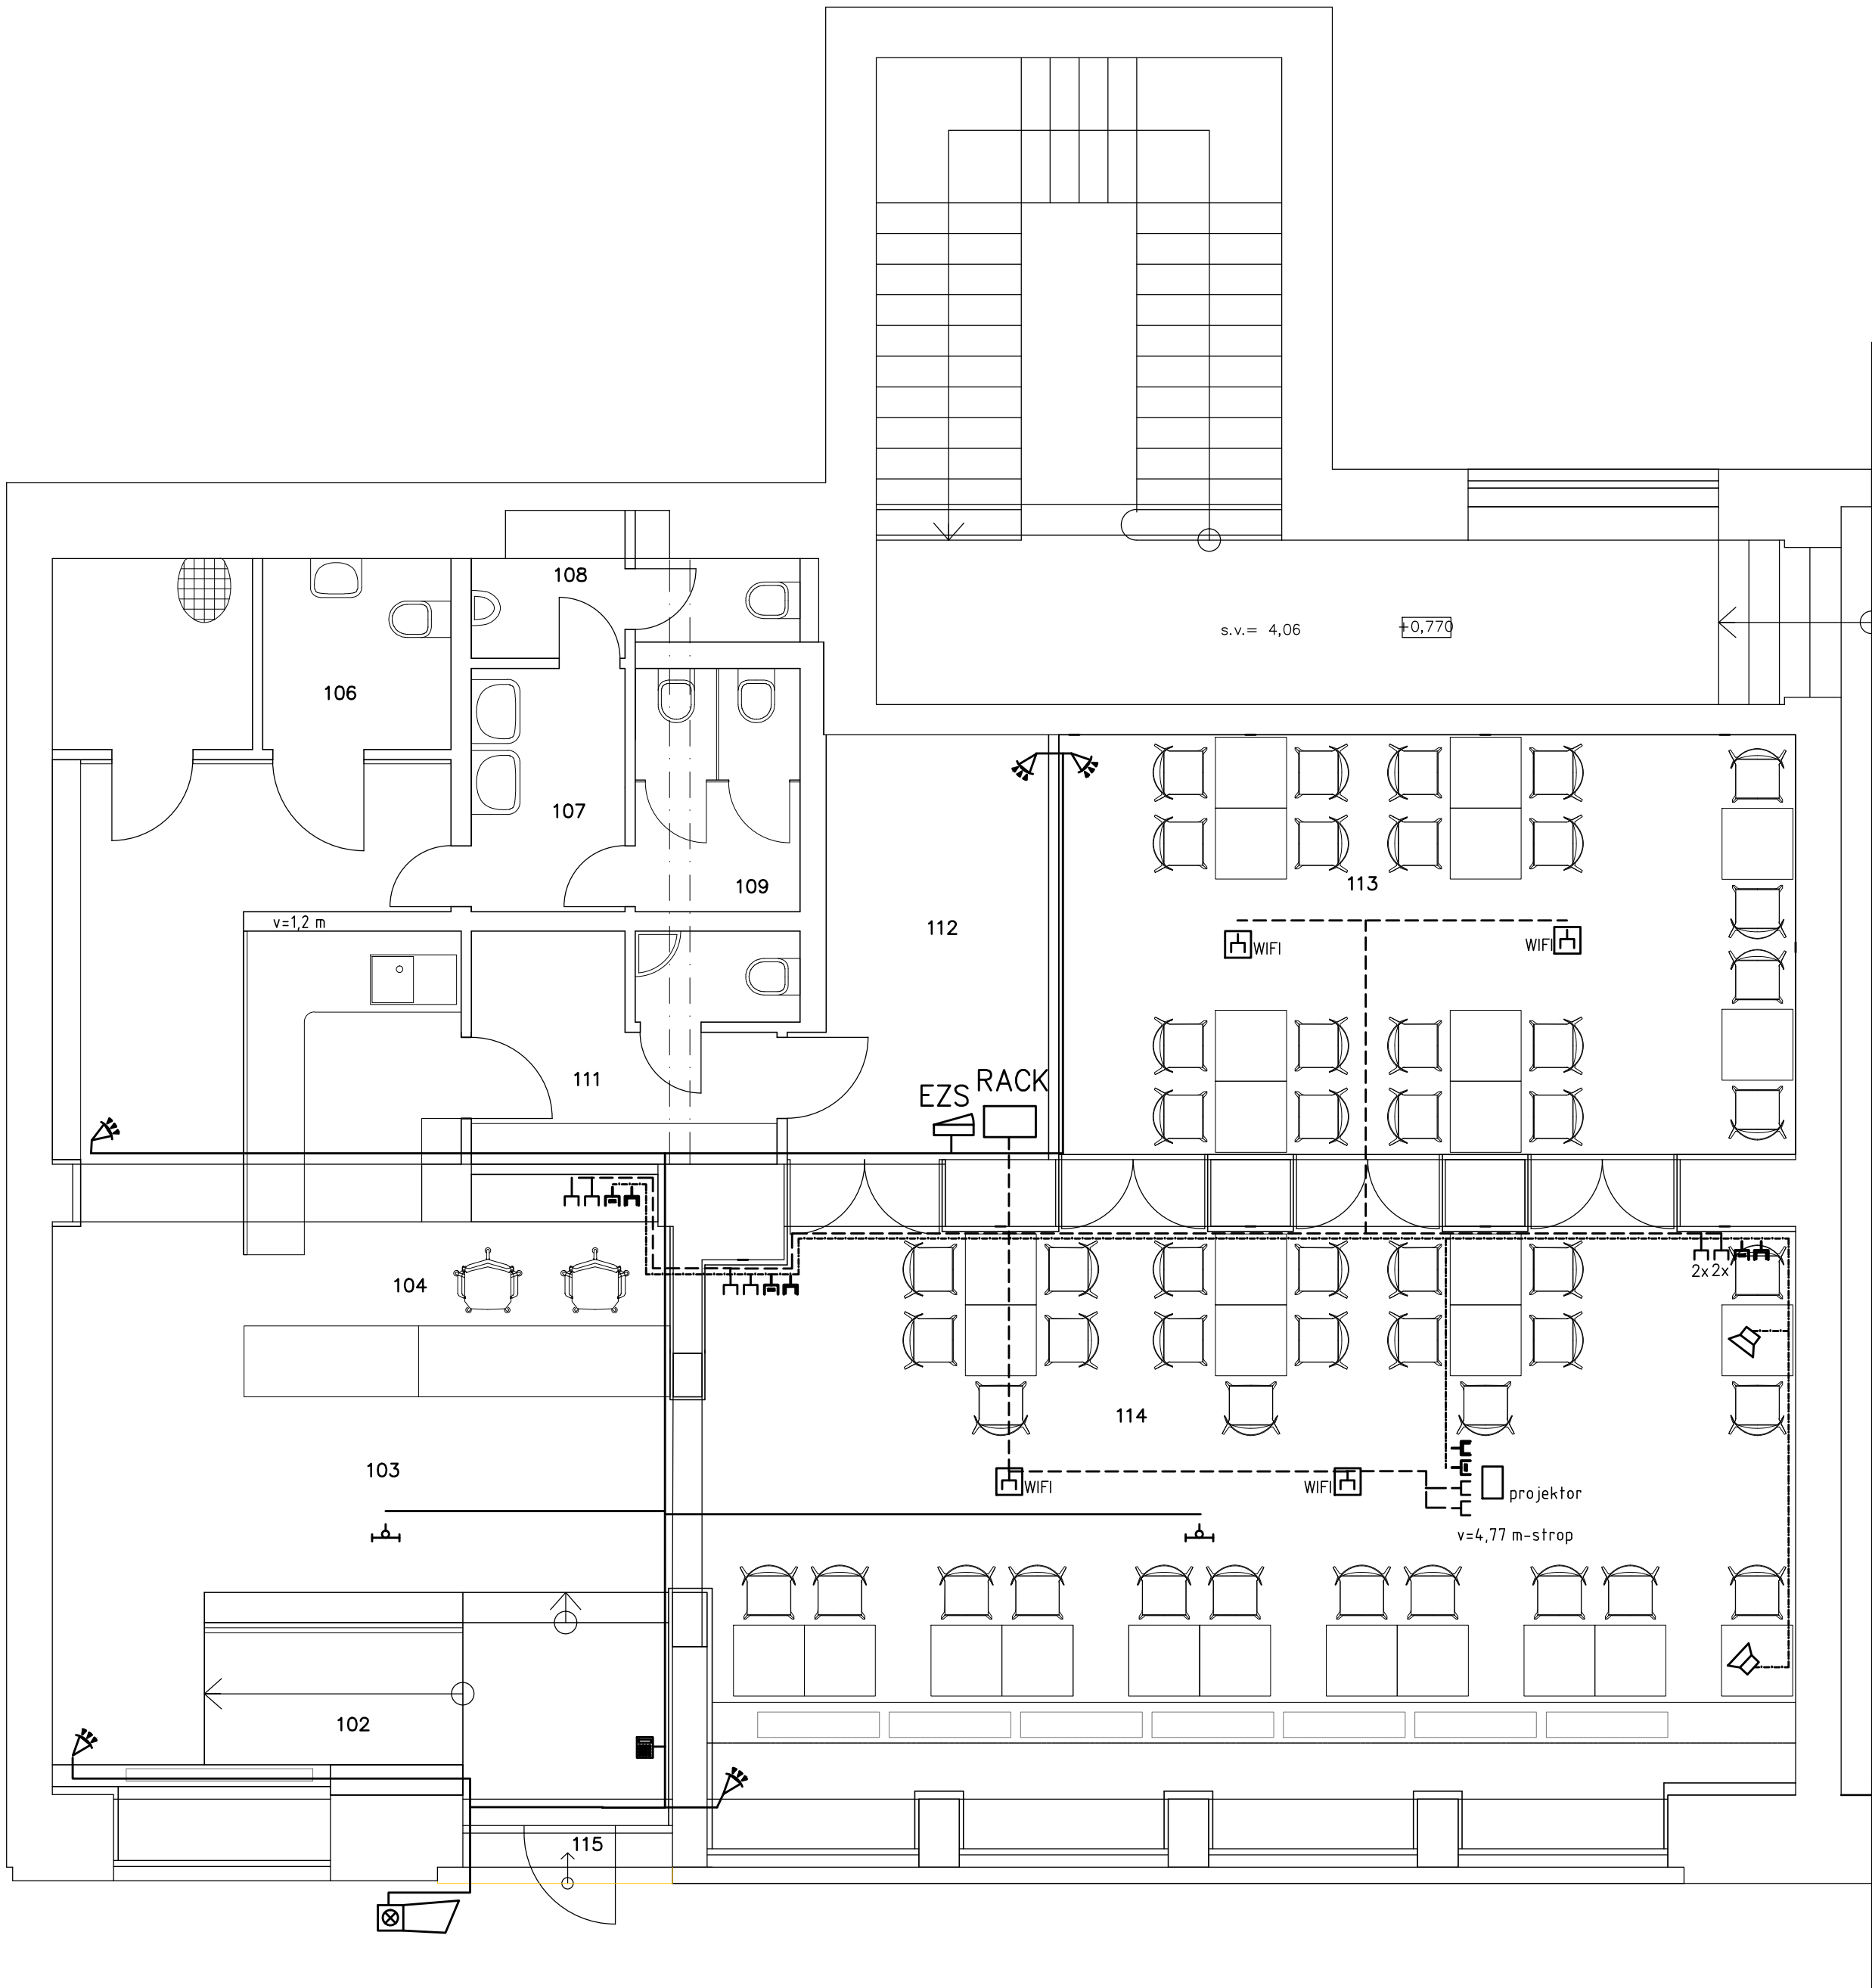 108
s.v.= 4,06
+0,770
106
107
109
113
v=1,2 m
112
WIFI
WIFI
111
EZS
RACK
104
2x
2x
114
103
WIFI
WIFI
projektor
v=4,77 m-strop
102
115